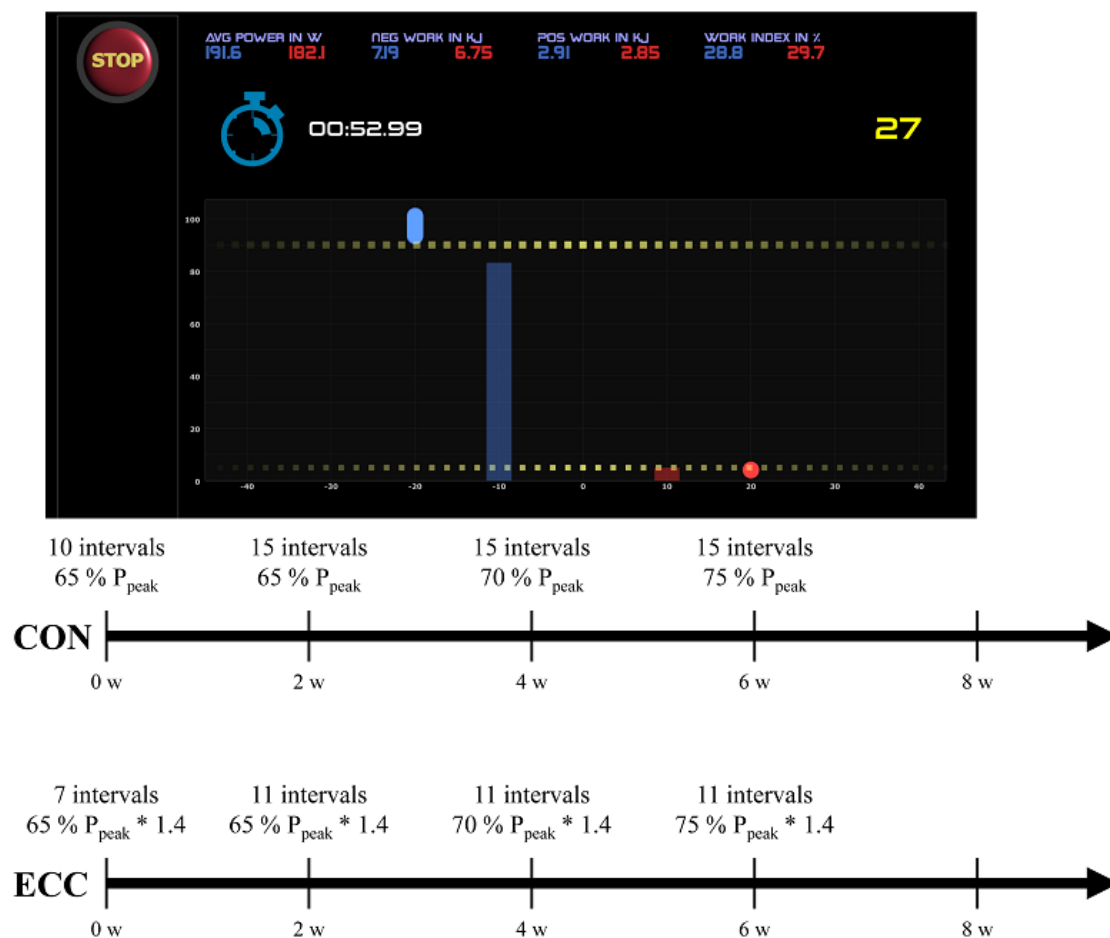 STOP
AVG POWER IN W NEG WORK IN KJ POS WORK IN KJ WORK INDEX IN %
191.6 182.1 7.19 6.75 2.91 2.85 28.8 29.7
00:52.99 27
100
80
60
40
20
0
-40 -20 -10 0 10 20 30 40
10 intervals 15 intervals 15 intervals 15 intervals
65 % Ppeak 65 % Ppeak 70 % Ppeak 75 % Ppeak
CON
0 w 2 w 4 w 6 w 8 w
7 intervals 11 intervals 11 intervals 11 intervals
65 % Ppeak * 1.4 65 % Ppeak * 1.4 70 % Ppeak * 1.4 75 % Ppeak * 1.4
ECC
0 w 2 w 4 w 6 w 8 w